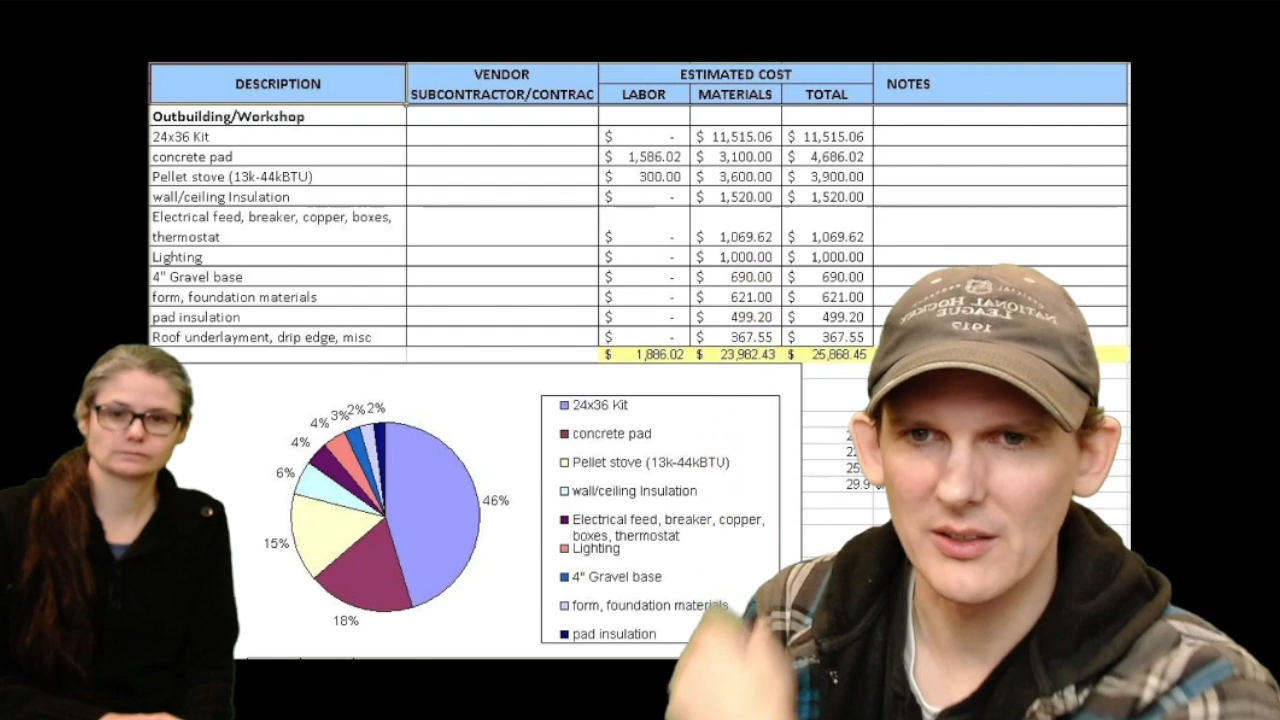 DESCRIPTION VENDOR SUBCONTRACTOR/CONTRAC ESTIMATED COST NOTES
LABOR MATERIALS TOTAL
Outbuilding/Workshop
24x36 Kit $ - $ 11,515.06 $ 11,515.06
concrete pad $ 1,586.02 $ 3,100.00 $ 4,686.02
Pellet stove (13k-44kBTU) $ 300.00 $ 3,600.00 $ 3,900.00
wall/ceiling Insulation $ - $ 1,520.00 $ 1,520.00
Electrical feed, breaker, copper, boxes,
thermostat $ - $ 1,069.62 $ 1,069.62
Lighting $ - $ 1,000.00 $ 1,000.00
4" Gravel base $ - $ 690.00 $ 690.00
form, foundation materials $ - $ 621.00 $ 621.00
pad insulation $ - $ 499.20 $ 499.20
Roof underlayment, drip edge, misc $ - $ 367.55 $ 367.55
$ 1,886.02 $ 23,982.43 $ 25,868.45
4% 3% 2% 2%
4%
6%
46%
15%
18%
24x36 Kit
concrete pad
Pellet stove (13k-44kBTU)
wall/ceiling Insulation
Electrical feed, breaker, copper,
boxes, thermostat
Lighting
4" Gravel base
form, foundation materials
pad insulation
29.9
NATIONAL HOCKEY
LEAGUE
1917